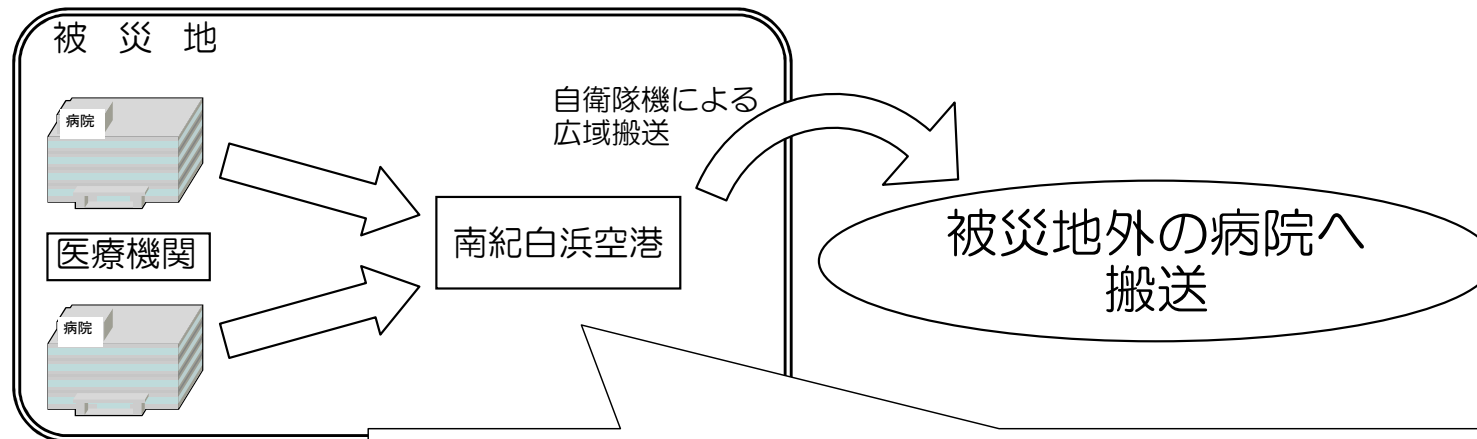 被 災 地
病院
医療機関
病院
自衛隊機による
広域搬送
南紀白浜空港
被災地外の病院へ
搬送